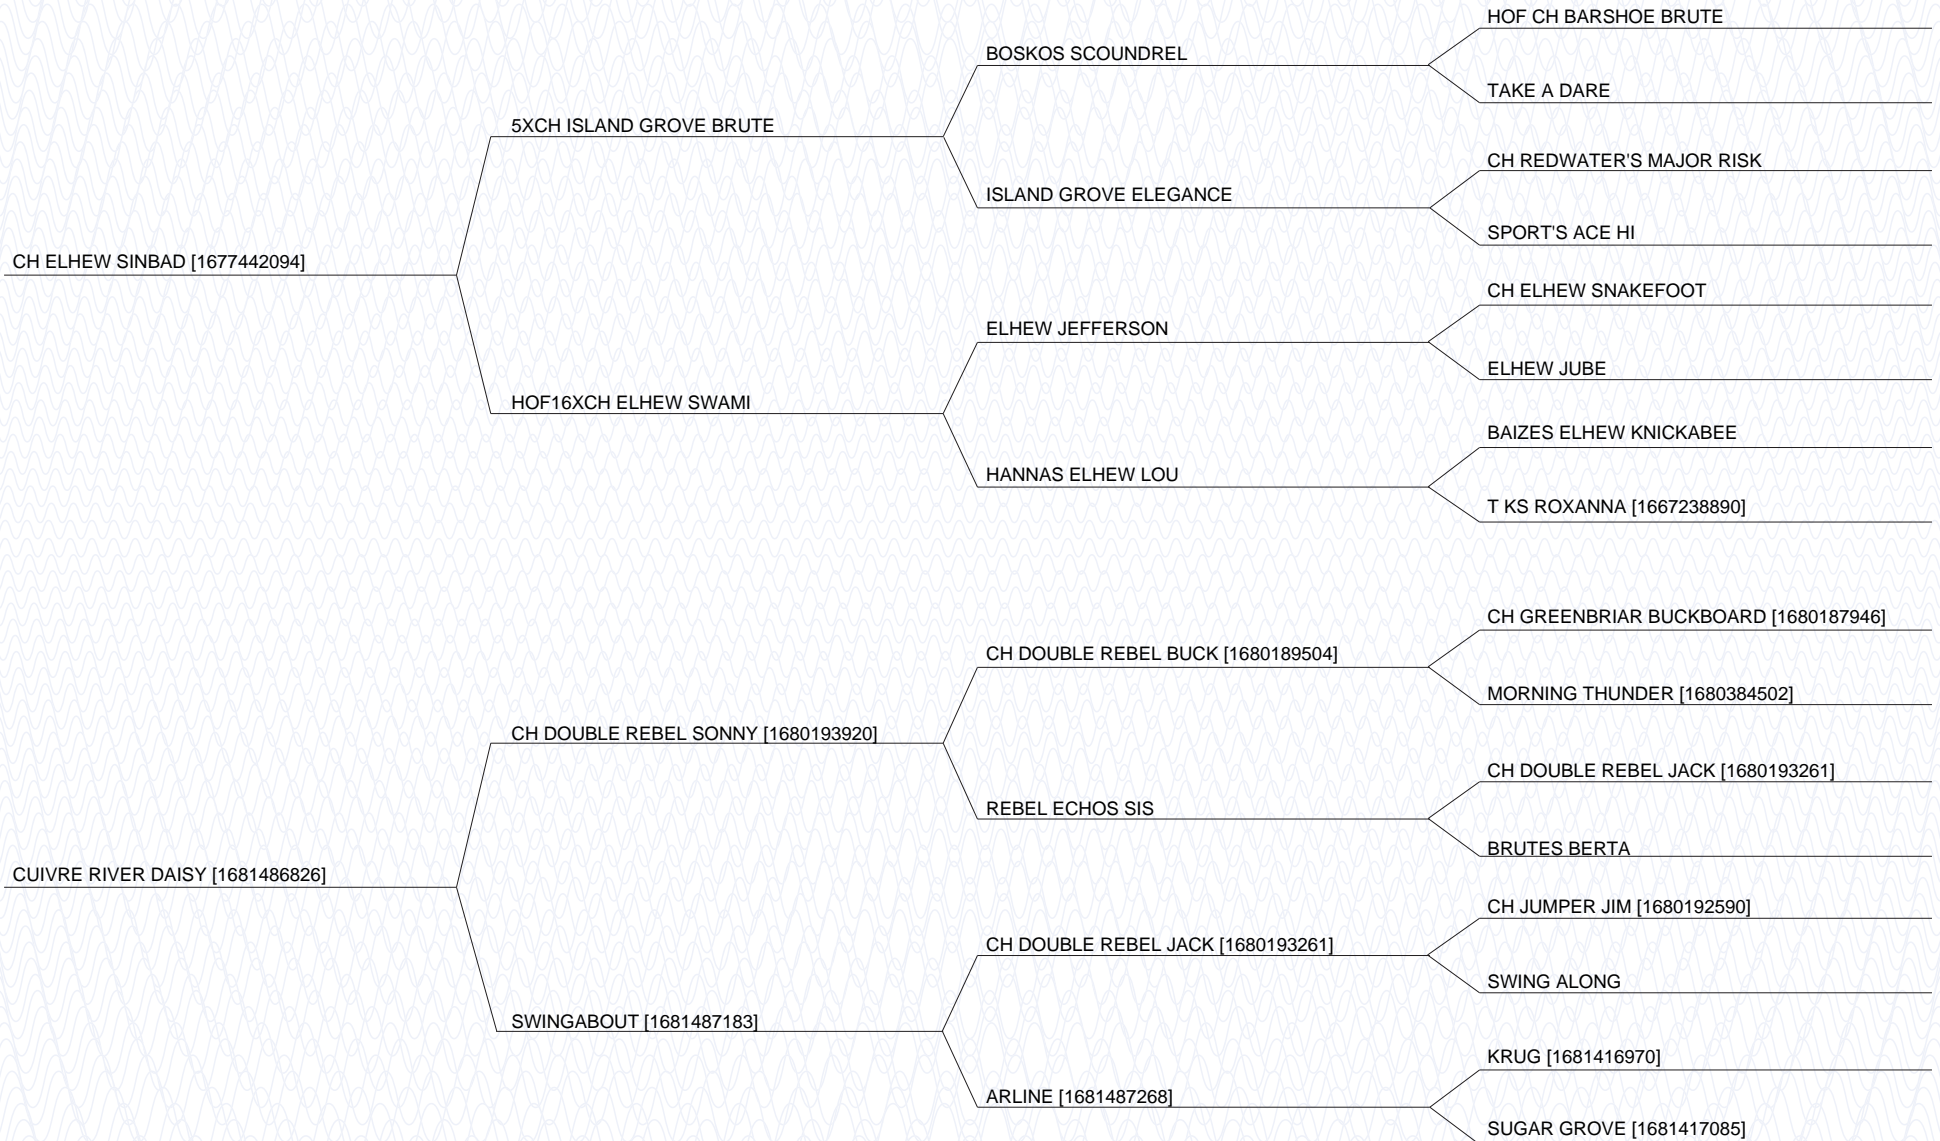 HOF CH BARSHOE BRUTE
BOSKOS SCOUNDREL
TAKE A DARE
5XCH ISLAND GROVE BRUTE
CH REDWATER'S MAJOR RISK
ISLAND GROVE ELEGANCE
SPORT'S ACE HI
CH ELHEW SINBAD [1677442094]
CH ELHEW SNAKEFOOT
ELHEW JEFFERSON
ELHEW JUBE
HOF16XCH ELHEW SWAMI
BAIZES ELHEW KNICKABEE
HANNAS ELHEW LOU
T KS ROXANNA [1667238890]
CH GREENBRIAR BUCKBOARD [1680187946]
CH DOUBLE REBEL BUCK [1680189504]
MORNING THUNDER [1680384502]
CH DOUBLE REBEL SONNY [1680193920]
CH DOUBLE REBEL JACK [1680193261]
REBEL ECHOS SIS
BRUTES BERTA
CUIVRE RIVER DAISY [1681486826]
CH JUMPER JIM [1680192590]
CH DOUBLE REBEL JACK [1680193261]
SWING ALONG
SWINGABOUT [1681487183]
KRUG [1681416970]
ARLINE [1681487268]
SUGAR GROVE [1681417085]